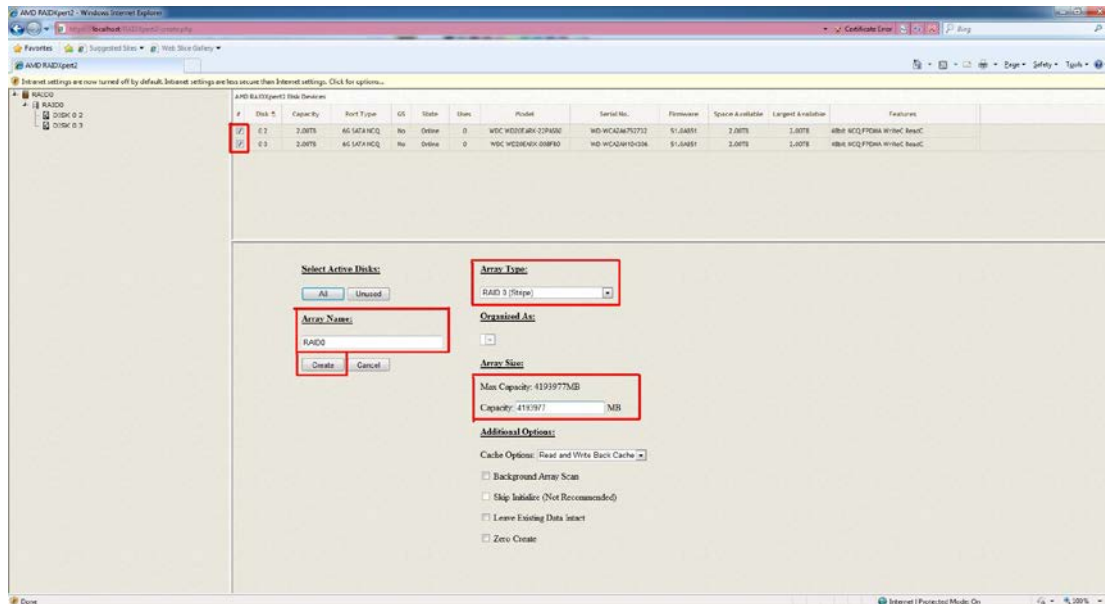 AMD RAIDXpert2 - Windows Internet Explorer
Certificate Error
Bing
Favorites
Suggested Sites
Web Slice Gallery
AMD RAIDXpert2
Page Safety Tools
Intranet settings are now turned off by default. Intranet settings are less secure than Internet settings. Click for options...
RAID0
RAID0
DISK 0 2
DISK 0 3
AMD RAIDXpert2 Disk Devices
Disk Capacity Port Type GS State Uses Model Serial No. Firmware Space Available Largest Available Features
0 2 2.00TB 6G SATA NCQ No Online 0 51.0AB51 2.00TB 2.00TB
0 3 2.00TB 6G SATA NCQ No Online 0 51.0AB51 2.00TB 2.00TB
Select Active Disks:
All Unused
Array Name:
RAID0
Create Cancel
Array Type:
RAID 0 (Stripe)
Organized As:
Array Size:
Max Capacity: 4193977MB
Capacity: 4193977 MB
Additional Options:
Cache Options: Read and Write Back Cache
Background Array Scan
Skip Initialize (Not Recommended)
Leave Existing Data Intact
Zero Create
Done
Internet | Protected Mode: On
100%